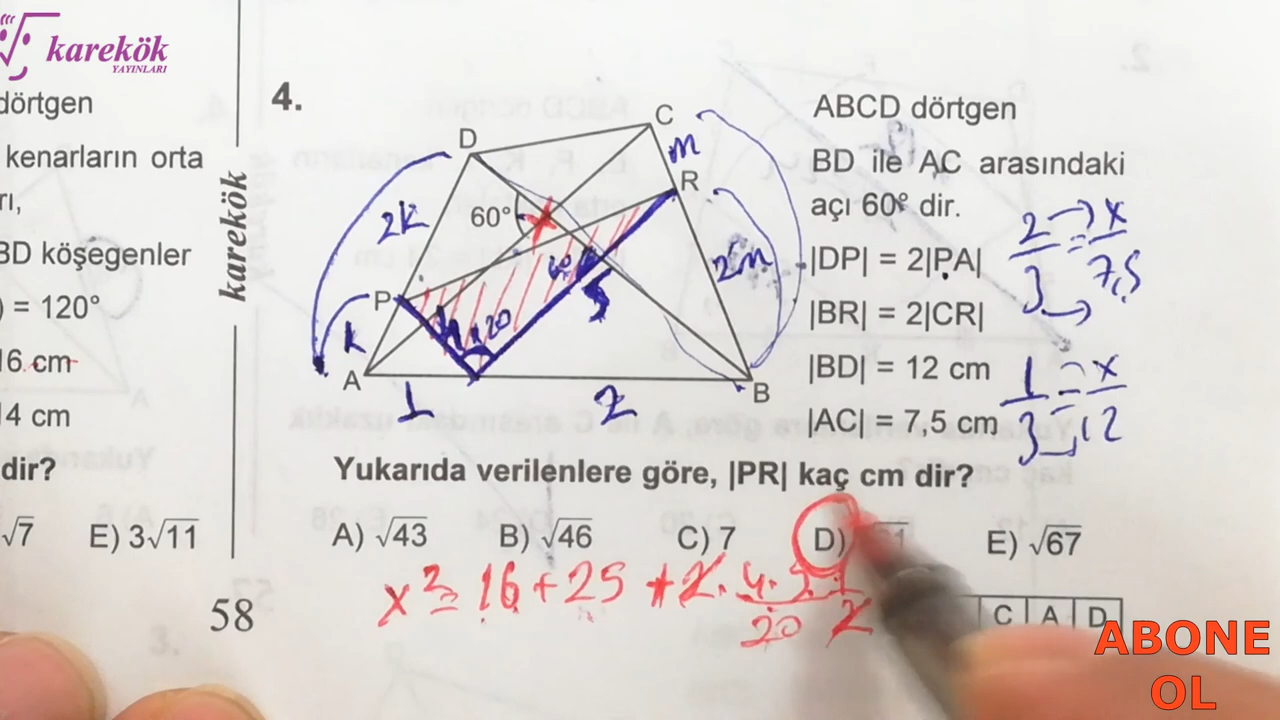 karekök
YAYINLARI
dörtgen
kenarların orta
rı,
BD köşegenler
) = 120°
16 cm
14 cm
dir?
√7 E) 3√11
58
3.
karekök
4.
D
C
R
P
A
B
60°
2k
k
m
2m
60
120
4
5
1
2
ABCD dörtgen
BD ile AC arasındaki
açı 60° dir.
|DP| = 2|PA|
|BR| = 2|CR|
|BD| = 12 cm
|AC| = 7,5 cm
2/3 = x/7,5
1/3 = x/12
Yukarıda verilenlere göre, |PR| kaç cm dir?
A) √43 B) √46 C) 7 D) E) √67
x² = 16 + 25 + 2 . 4 . 5 1
20 2
C A D
ABONE
OL